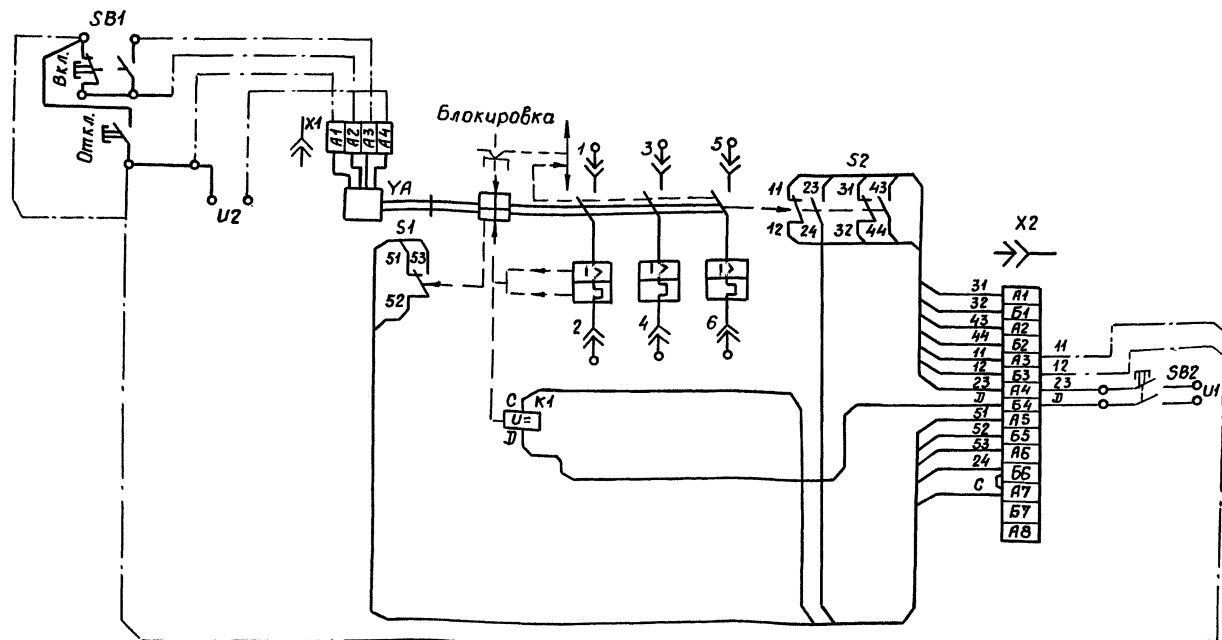 SB1
Вкл.
Откл.
U2
X1
А1
А2
А3
А4
YA
Блокировка
1
3
5
2
4
6
S1
51
53
52
S2
11
23
31
43
12
24
32
44
C
K1
U=
D
X2
31
А1
32
Б1
43
А2
44
Б2
11
А3
11
12
Б3
12
23
А4
23
D
Б4
D
SB2
U1
51
А5
52
Б5
53
А6
24
Б6
C
А7
Б7
А8